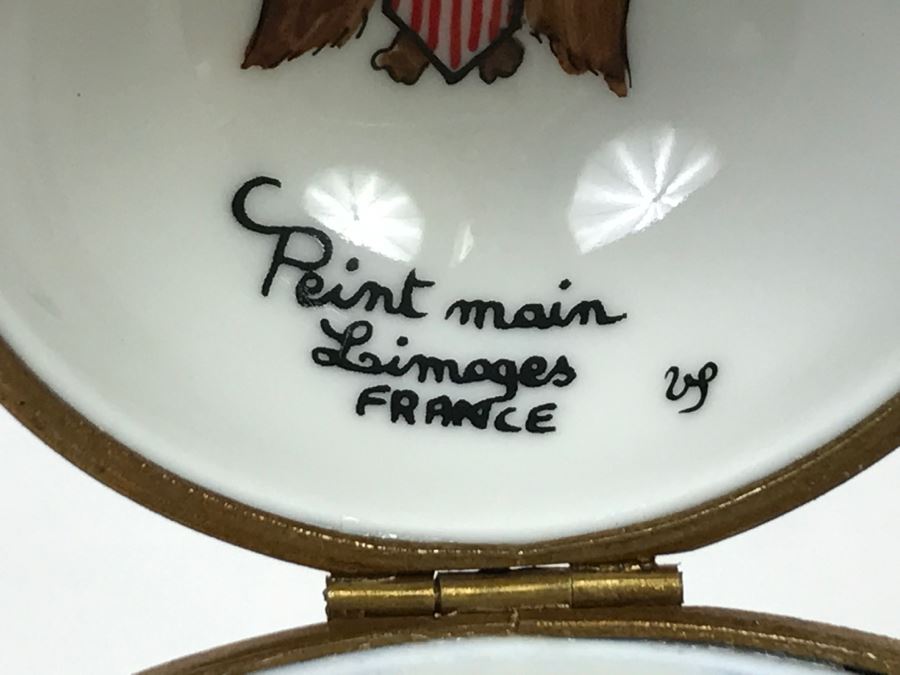 Peint main
Limoges
FRANCE